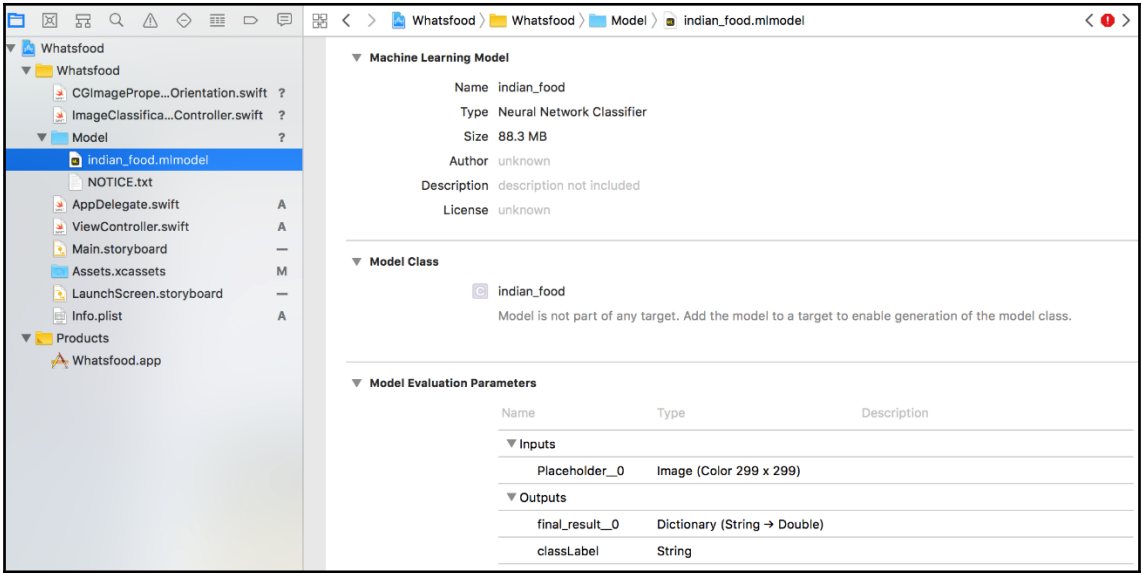 Whatsfood
Whatsfood
CGImagePrope...Orientation.swift ?
ImageClassifica...Controller.swift ?
Model ?
indian_food.mlmodel
NOTICE.txt
AppDelegate.swift A
ViewController.swift A
Main.storyboard —
Assets.xcassets M
LaunchScreen.storyboard —
Info.plist A
Products
Whatsfood.app
Whatsfood Whatsfood Model indian_food.mlmodel
Machine Learning Model
Name indian_food
Type Neural Network Classifier
Size 88.3 MB
Author unknown
Description description not included
License unknown
Model Class
C indian_food
Model is not part of any target. Add the model to a target to enable generation of the model class.
Model Evaluation Parameters
Name Type Description
Inputs
Placeholder__0 Image (Color 299 x 299)
Outputs
final_result__0 Dictionary (String → Double)
classLabel String